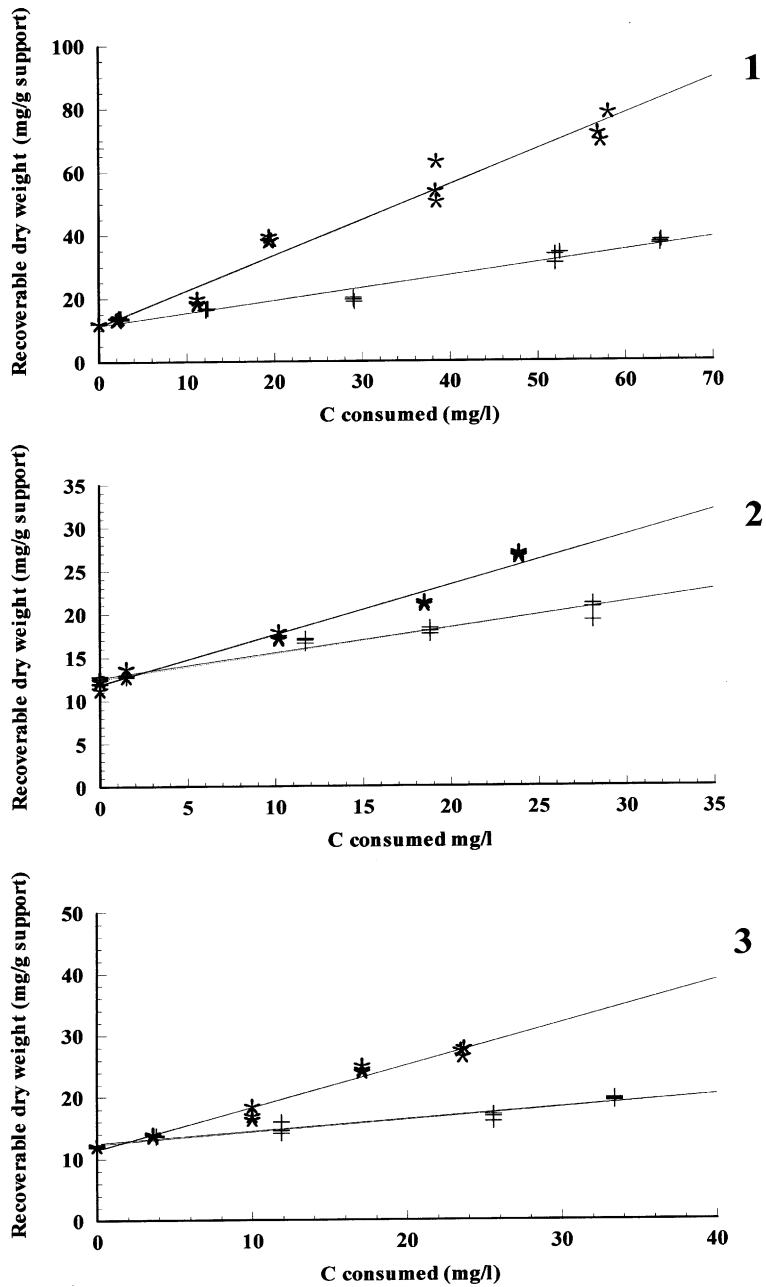 1
Recoverable dry weight (mg/g support)
100
80
60
40
20
0
0 10 20 30 40 50 60 70
C consumed (mg/l)
2
Recoverable dry weight (mg/g support)
35
30
25
20
15
10
5
0
0 5 10 15 20 25 30 35
C consumed mg/l
3
Recoverable dry weight (mg/g support)
50
40
30
20
10
0
0 10 20 30 40
C consumed (mg/l)